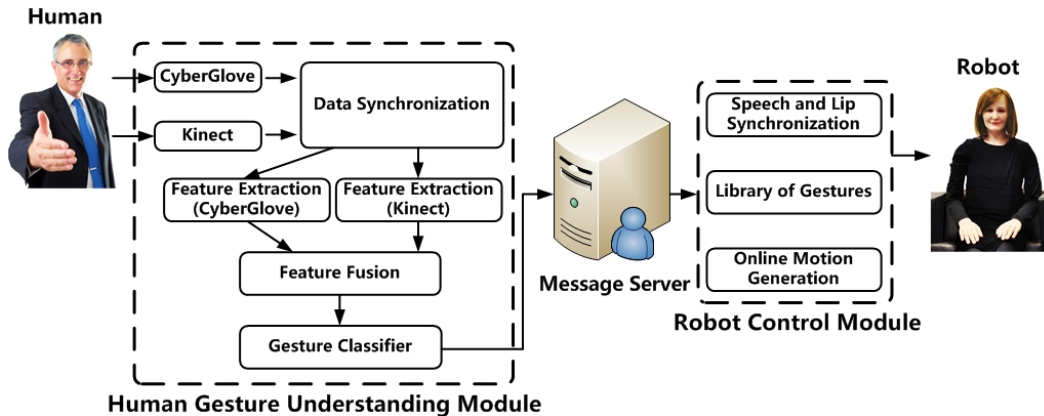 Human
CyberGlove
Kinect
Data Synchronization
Feature Extraction
(CyberGlove)
Feature Extraction
(Kinect)
Feature Fusion
Gesture Classifier
Human Gesture Understanding Module
Message Server
Speech and Lip
Synchronization
Library of Gestures
Online Motion
Generation
Robot Control Module
Robot